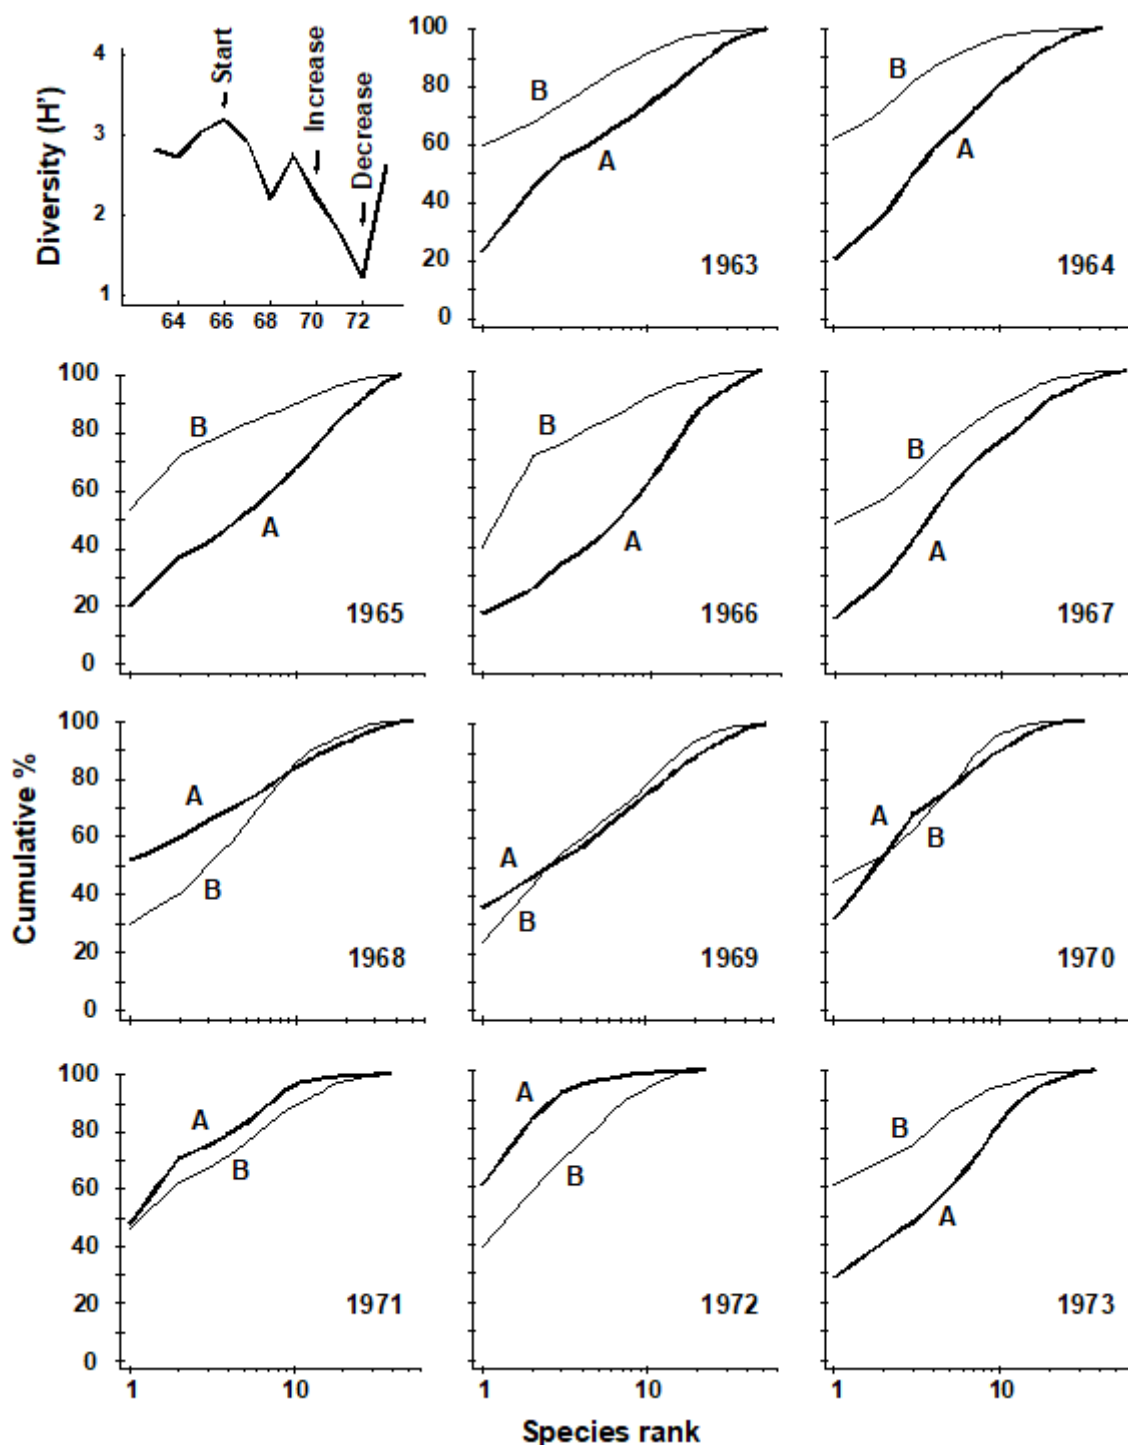 Diversity (H')
4
3
2
1
64 66 68 70 72
Start
Increase
Decrease
100
80
60
40
20
0
B
A
1963
B
A
1964
100
80
60
40
20
0
B
A
1965
B
A
1966
B
A
1967
Cumulative %
100
80
60
40
20
0
A
B
1968
A
B
1969
A
B
1970
100
80
60
40
20
0
A
B
1971
1 10
A
B
1972
1 10
B
A
1973
1 10
Species rank